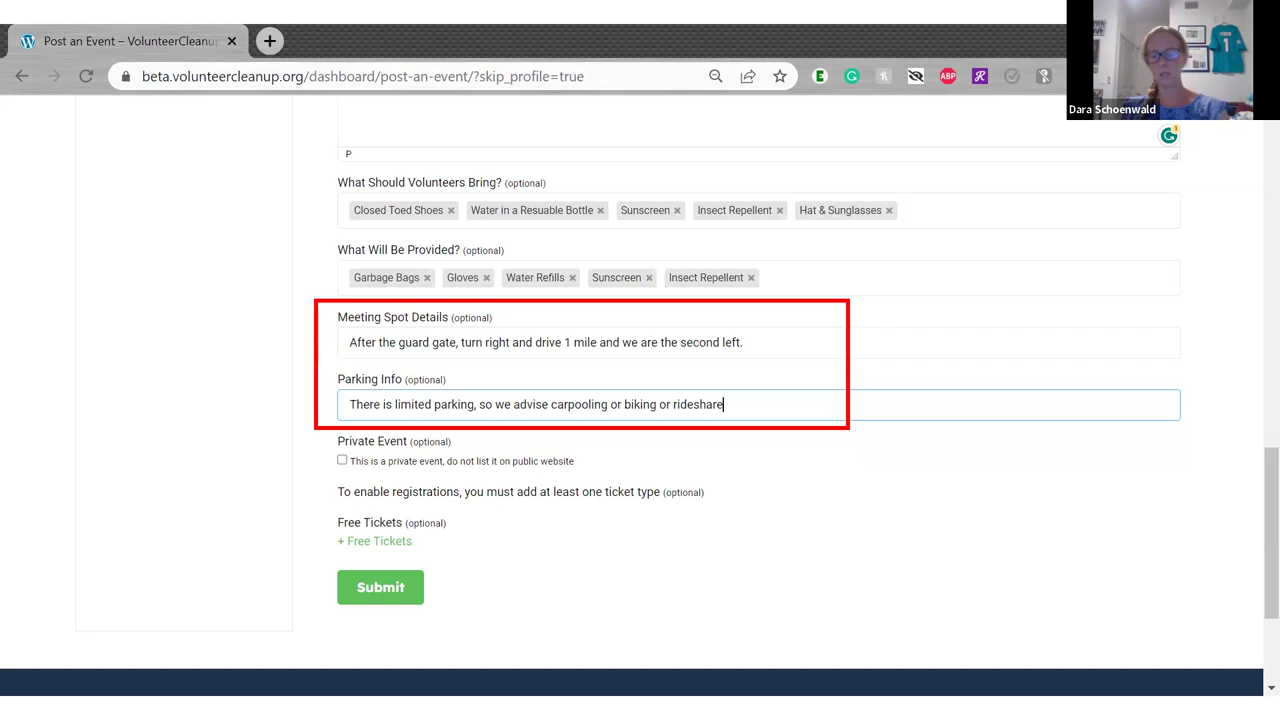 Post an Event – VolunteerCleanu
beta.volunteercleanup.org/dashboard/post-an-event/?skip_profile=true
ABP
Dara Schoenwald
P
What Should Volunteers Bring? (optional)
Closed Toed Shoes × Water in a Resuable Bottle × Sunscreen × Insect Repellent × Hat & Sunglasses ×
What Will Be Provided? (optional)
Garbage Bags × Gloves × Water Refills × Sunscreen × Insect Repellent ×
Meeting Spot Details (optional)
After the guard gate, turn right and drive 1 mile and we are the second left.
Parking Info (optional)
There is limited parking, so we advise carpooling or biking or rideshare
Private Event (optional)
This is a private event, do not list it on public website
To enable registrations, you must add at least one ticket type (optional)
Free Tickets (optional)
+ Free Tickets
Submit